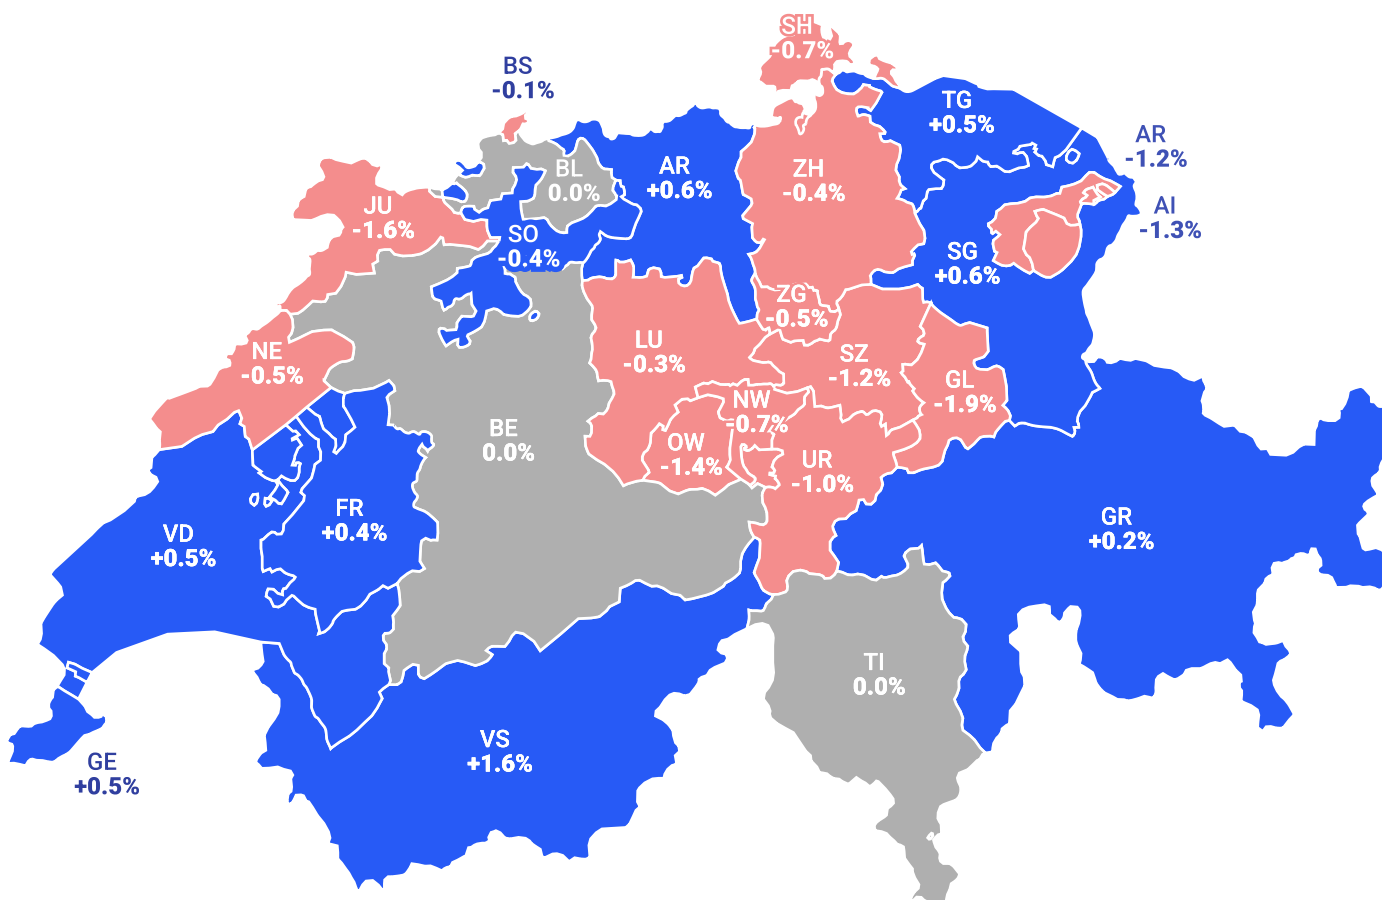 SH
-0.7%
BS
-0.1%
TG
+0.5%
AR
-1.2%
BL
0.0%
AR
+0.6%
ZH
-0.4%
JU
-1.6%
AI
-1.3%
SO
-0.4%
SG
+0.6%
ZG
-0.5%
NE
-0.5%
LU
-0.3%
SZ
-1.2%
GL
-1.9%
NW
-0.7%
BE
0.0%
OW
-1.4%
UR
-1.0%
FR
+0.4%
GR
+0.2%
VD
+0.5%
TI
0.0%
VS
+1.6%
GE
+0.5%